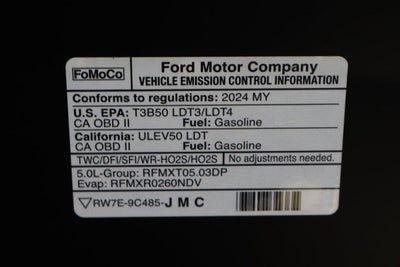 FoMoCo Ford Motor Company
VEHICLE EMISSION CONTROL INFORMATION
Conforms to regulations: 2024 MY
U.S. EPA: T3B50 LDT3/LDT4
CA OBD II Fuel: Gasoline
California: ULEV50 LDT
CA OBD II Fuel: Gasoline
TWC/DFI/SFI/WR-HO2S/HO2S No adjustments needed.
5.0L-Group: RFMXT05.03DP
Evap: RFMXR0260NDV
RW7E-9C485-J M C